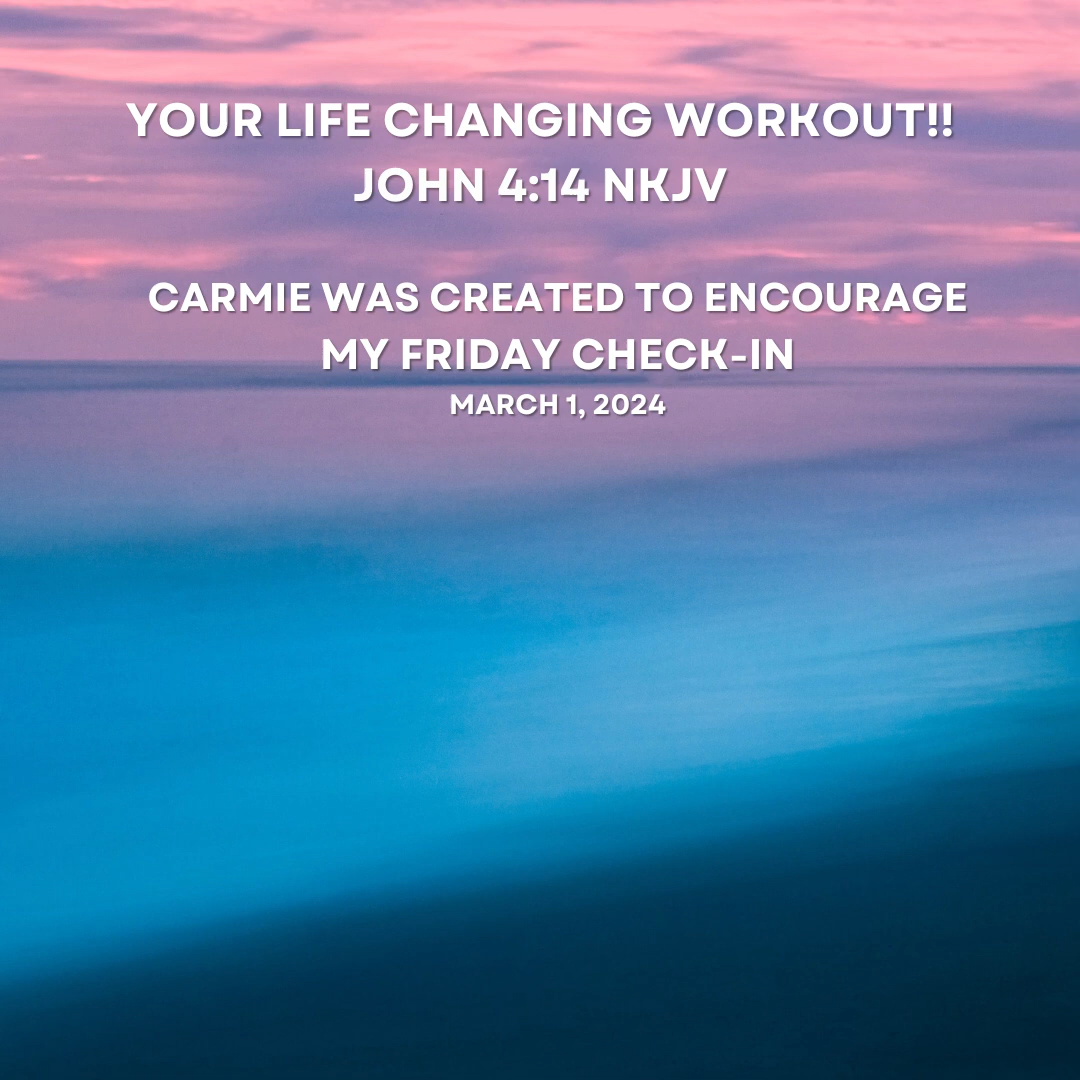 YOUR LIFE CHANGING WORKOUT!!
JOHN 4:14 NKJV
CARMIE WAS CREATED TO ENCOURAGE
MY FRIDAY CHECK-IN
MARCH 1, 2024